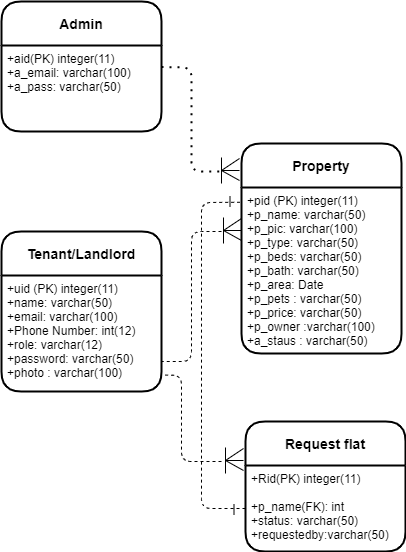 Admin
+aid(PK) integer(11)
+a_email: varchar(100)
+a_pass: varchar(50)
Property
+pid (PK) integer(11)
+p_name: varchar(50)
+p_pic: varchar(100)
+p_type: varchar(50)
+p_beds: varchar(50)
+p_bath: varchar(50)
+p_area: Date
+p_pets : varchar(50)
+p_price: varchar(50)
+p_owner :varchar(100)
+a_staus : varchar(50)
Tenant/Landlord
+uid (PK) integer(11)
+name: varchar(50)
+email: varchar(100)
+Phone Number: int(12)
+role: varchar(12)
+password: varchar(50)
+photo : varchar(100)
Request flat
+Rid(PK) integer(11)
+p_name(FK): int
+status: varchar(50)
+requestedby:varchar(50)